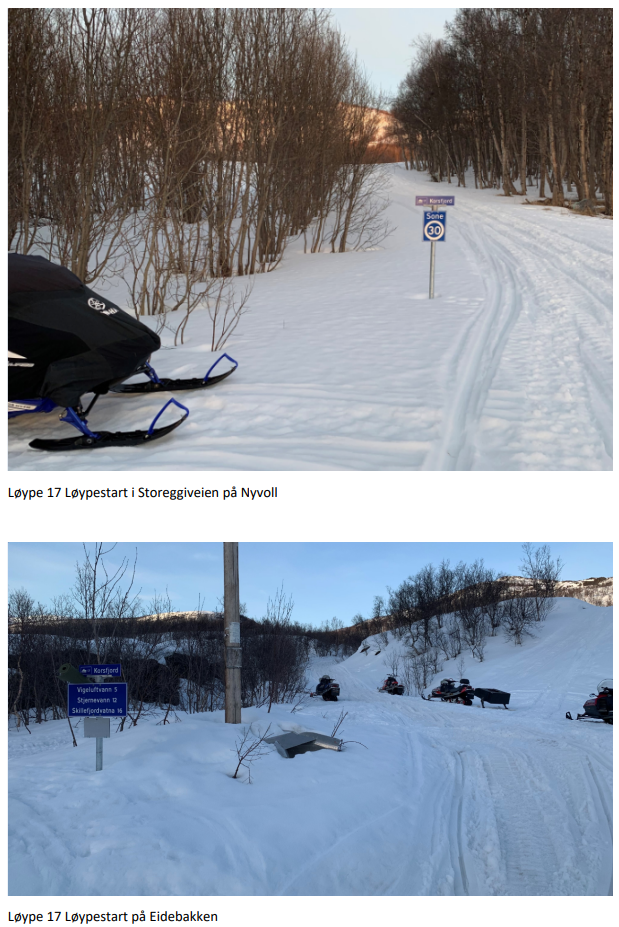 Korsfjord
Sone
30
Løype 17 Løypestart i Storeggiveien på Nyvoll
Korsfjord
Vigeluftvann 5
Stjernevann 12
Skillefjordvatna 16
Løype 17 Løypestart på Eidebakken